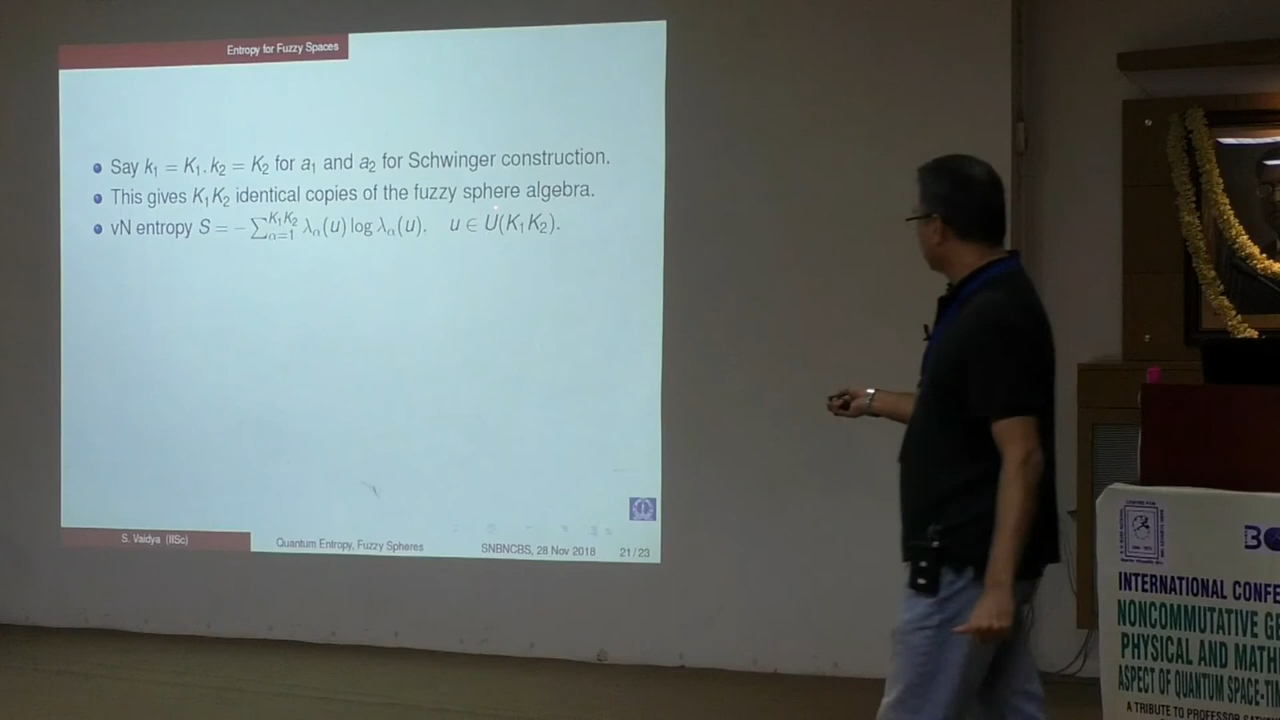 Entropy for Fuzzy Spaces
Say k₁ = K₁. k₂ = K₂ for a₁ and a₂ for Schwinger construction.
This gives K₁K₂ identical copies of the fuzzy sphere algebra.
vN entropy S = −∑_{α=1}^{K₁K₂} λ_α(u) log λ_α(u). u ∈ U(K₁K₂).
S. Vaidya (IISc)
Quantum Entropy, Fuzzy Spheres
SNBNCBS, 28 Nov 2018
21 / 23
INTERNATIONAL CONFE
NONCOMMUTATIVE GE
PHYSICAL AND MATH
ASPECT OF QUANTUM SPACE-TI
A TRIBUTE TO PROFESSOR